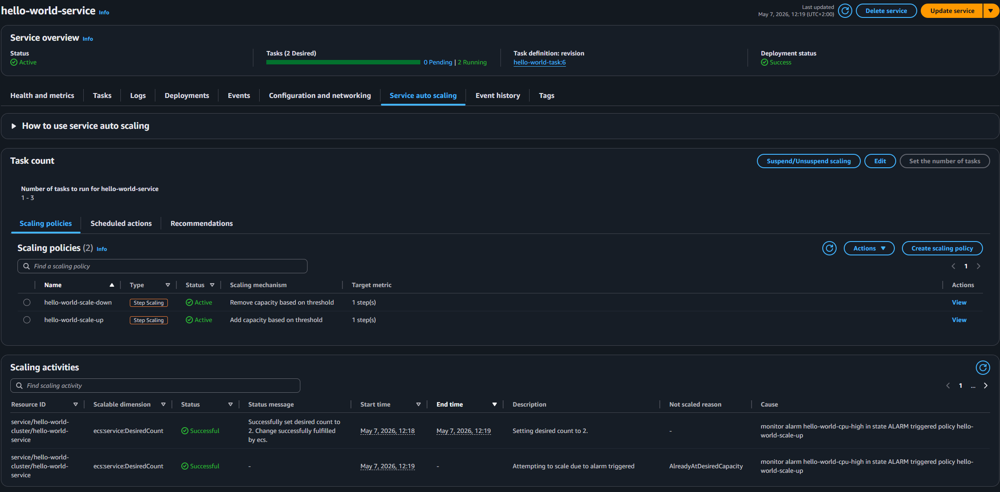 hello-world-service Info
Last updated
May 7, 2026, 12:19 (UTC+2:00)
Delete service
Update service
Service overview Info
Status
Active
Tasks (2 Desired)
0 Pending | 2 Running
Task definition: revision
hello-world-task:6
Deployment status
Success
Health and metrics
Tasks
Logs
Deployments
Events
Configuration and networking
Service auto scaling
Event history
Tags
How to use service auto scaling
Task count
Suspend/Unsuspend scaling
Edit
Set the number of tasks
Number of tasks to run for hello-world-service
1 - 3
Scaling policies
Scheduled actions
Recommendations
Scaling policies (2) Info
Actions
Create scaling policy
Find a scaling policy
1
Name
Type
Status
Scaling mechanism
Target metric
Actions
hello-world-scale-down
Step Scaling
Active
Remove capacity based on threshold
1 step(s)
View
hello-world-scale-up
Step Scaling
Active
Add capacity based on threshold
1 step(s)
View
Scaling activities
Find scaling activity
1 ...
Resource ID
Scalable dimension
Status
Status message
Start time
End time
Description
Not scaled reason
Cause
service/hello-world-
cluster/hello-world-
service
ecs:service:DesiredCount
Successful
Successfully set desired count to
2. Change successfully fulfilled
by ecs.
May 7, 2026, 12:18
May 7, 2026, 12:19
Setting desired count to 2.
-
monitor alarm hello-world-cpu-high in state ALARM triggered policy hello-
world-scale-up
service/hello-world-
cluster/hello-world-
service
ecs:service:DesiredCount
Successful
-
May 7, 2026, 12:19
-
Attempting to scale due to alarm triggered
AlreadyAtDesiredCapacity
monitor alarm hello-world-cpu-high in state ALARM triggered policy hello-
world-scale-up